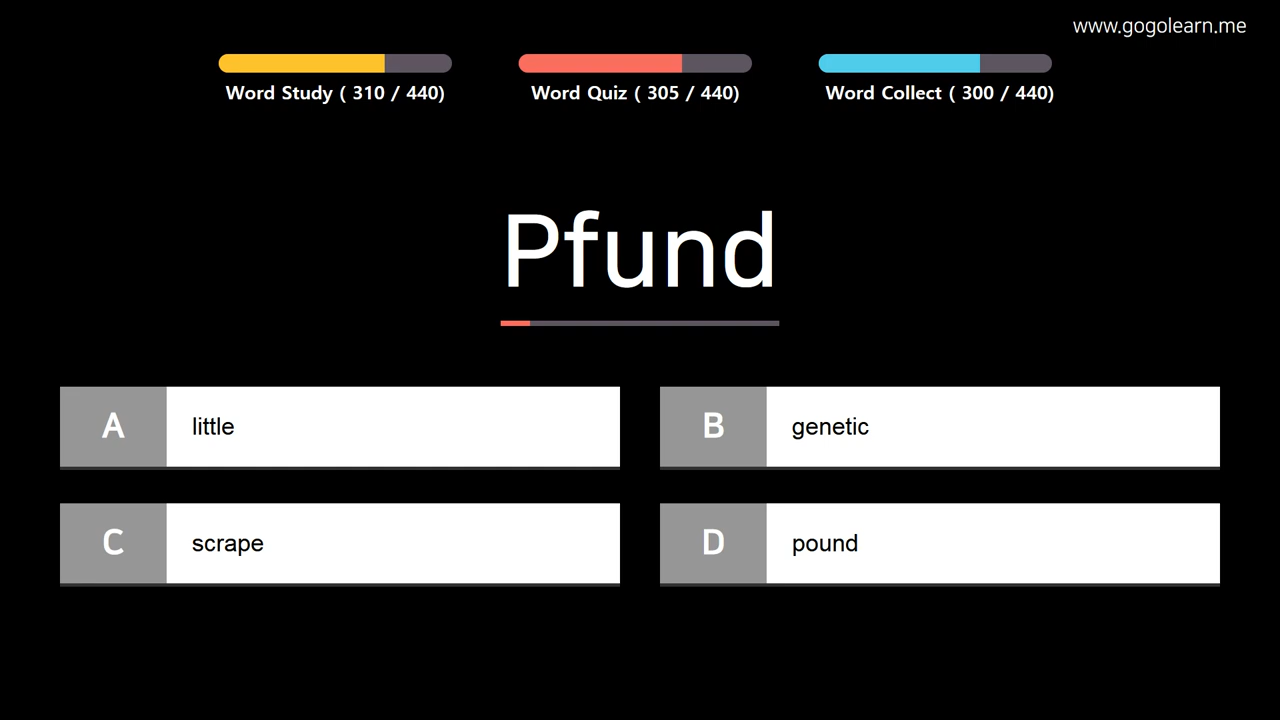 www.gogolearn.me
Word Study ( 310 / 440)
Word Quiz ( 305 / 440)
Word Collect ( 300 / 440)
Pfund
A little
B genetic
C scrape
D pound